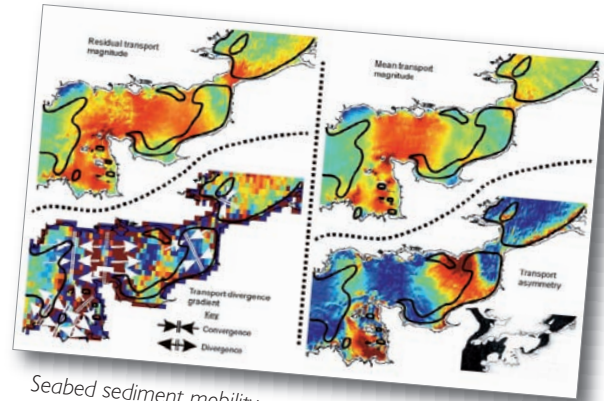 Residual transport
magnitude
Mean transport
magnitude
Transport divergence
gradient
Key
Convergence
Divergence
Transport
asymmetry
Seabed sediment mobility